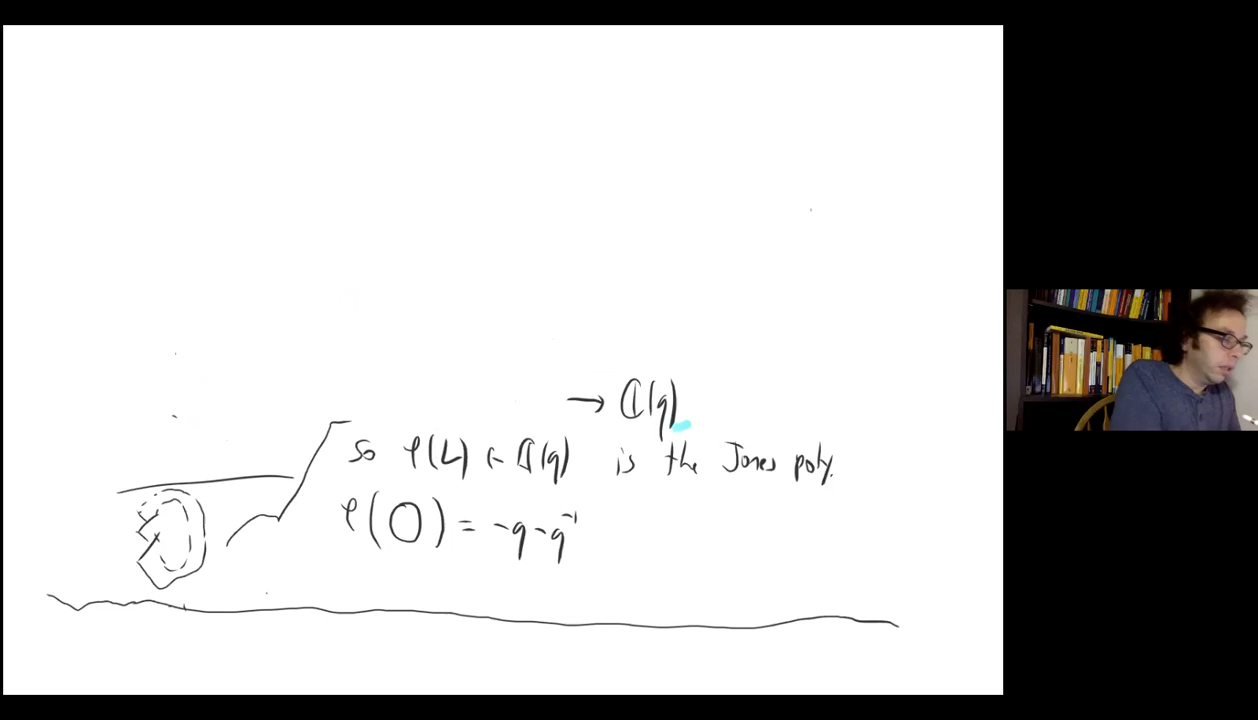 → ℂ(q)
So φ(L) ∈ ℂ(q) is the Jones poly.
φ(O) = -q-q⁻¹